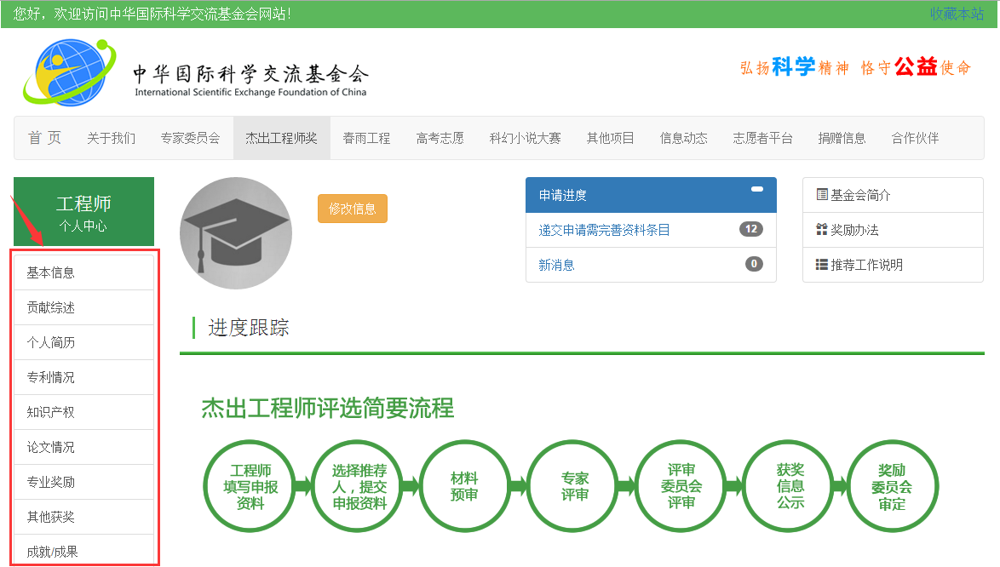 您好，欢迎访问中华国际科学交流基金会网站！
收藏本站
中华国际科学交流基金会
International Scientific Exchange Foundation of China
弘扬科学精神 恪守公益使命
首 页 关于我们 专家委员会 杰出工程师奖 春雨工程 高考志愿 科幻小说大赛 其他项目 信息动态 志愿者平台 捐赠信息 合作伙伴
工程师
个人中心
基本信息
贡献综述
个人简历
专利情况
知识产权
论文情况
专业奖励
其他获奖
成就/成果
修改信息
申请进度
递交申请需完善资料条目 12
新消息 0
基金会简介
奖励办法
推荐工作说明
进度跟踪
杰出工程师评选简要流程
工程师
填写申报
资料
选择推荐
人，提交
申报资料
材料
预审
专家
评审
评审
委员会
评审
获奖
信息
公示
奖励
委员会
审定